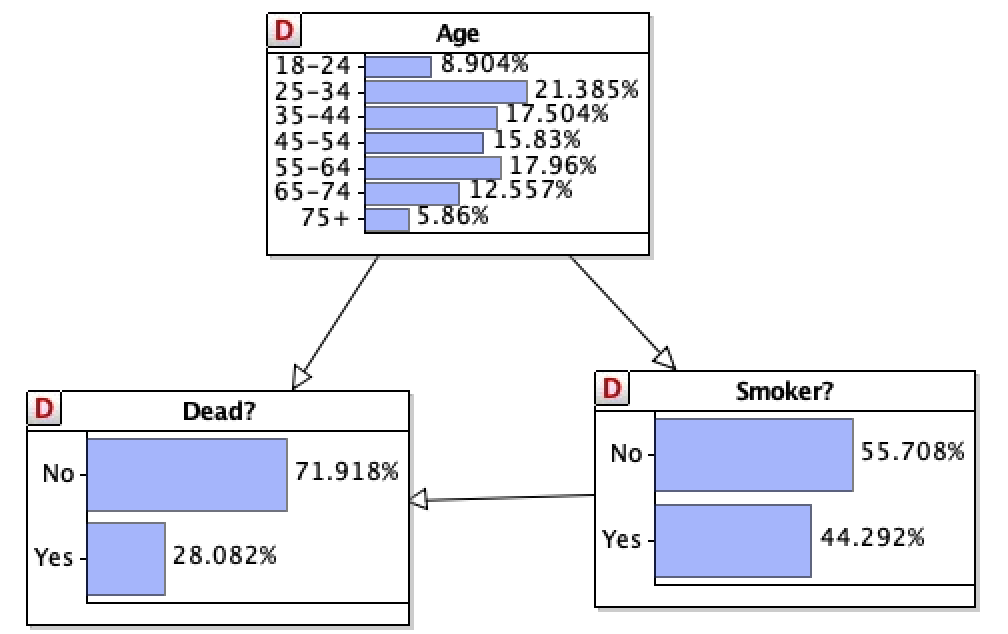 D Age
18-24 8.904%
25-34 21.385%
35-44 17.504%
45-54 15.83%
55-64 17.96%
65-74 12.557%
75+ 5.86%
D Dead?
No 71.918%
Yes 28.082%
D Smoker?
No 55.708%
Yes 44.292%